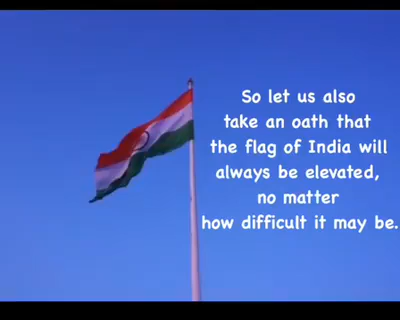 So let us also
take an oath that
the flag of India will
always be elevated,
no matter
how difficult it may be.